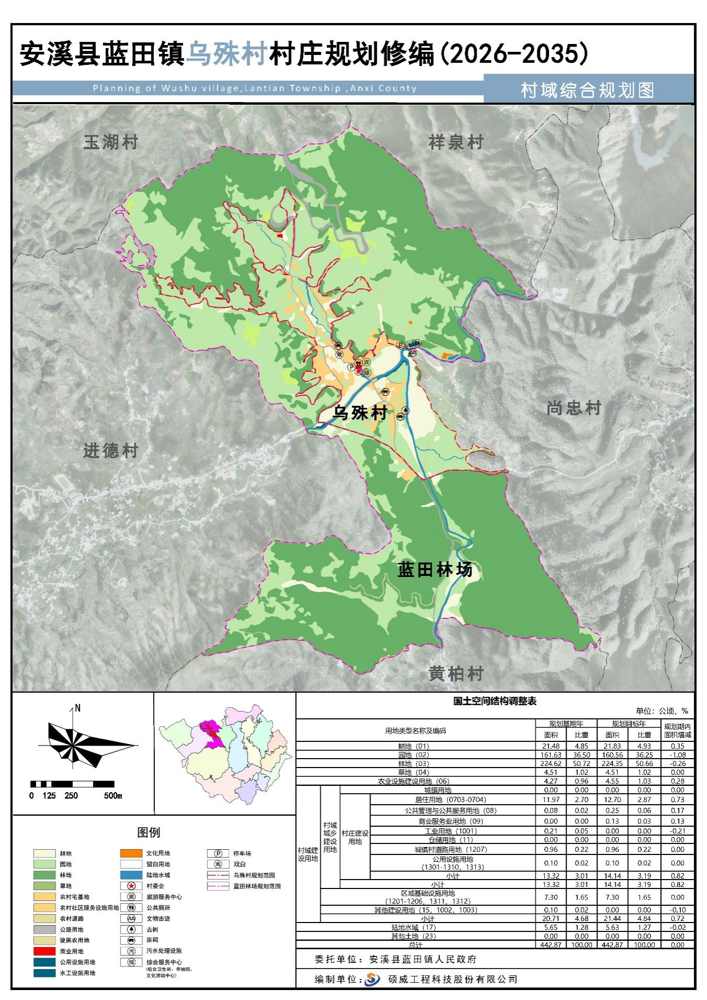 安溪县蓝田镇乌殊村村庄规划修编(2026-2035)
Planning of Wushu village,Lantian Township ,Anxi County
村域综合规划图
玉湖村
祥泉村
P
戏
旅
P
综
污
乌殊村
尚忠村
进德村
蓝田林场
黄柏村
N
0 125 250 500m
图例
耕地
园地
林地
草地
农村宅基地
农村社区服务设施用地
农村道路
公路用地
设施农用地
商业用地
公用设施用地
水工设施用地
文化用地
留白用地
陆地水域
村委会
旅 旅游服务中心
公共厕所
文物古迹
古树
宗祠
污 污水处理设施
综 综合服务中心
(包含卫生所、幸福院、
文化活动中心)
P 停车场
戏 戏台
乌殊村规划范围
蓝田林场规划范围
国土空间结构调整表
单位：公顷、%
用地类型名称及编码 规划基期年 规划目标年 规划期内面积增减
面积 比重 面积 比重
耕地（01） 21.48 4.85 21.83 4.93 0.35
园地（02） 161.63 36.50 160.56 36.25 -1.08
林地（03） 224.62 50.72 224.35 50.66 -0.26
草地（04） 4.51 1.02 4.51 1.02 0.00
农业设施建设用地（06） 4.27 0.96 4.55 1.03 0.28
村域建设用地
村域城乡建设用地
城镇用地 0.00 0.00 0.00 0.00 0.00
村庄建设用地
居住用地（0703-0704） 11.97 2.70 12.70 2.87 0.73
公共管理与公共服务用地（08） 0.08 0.02 0.25 0.06 0.17
商业服务业用地（09） 0.00 0.00 0.13 0.03 0.13
工业用地（1001） 0.21 0.05 0.00 0.00 -0.21
仓储用地（11） 0.00 0.00 0.00 0.00 0.00
城镇村道路用地（1207） 0.96 0.22 0.96 0.22 0.00
公用设施用地
（1301-1310，1313） 0.10 0.02 0.10 0.02 0.00
小计 13.32 3.01 14.14 3.19 0.82
小计 13.32 3.01 14.14 3.19 0.82
区域基础设施用地
（1201-1206，1311，1312） 7.30 1.65 7.30 1.65 0.00
其他建设用地（15，1002，1003） 0.10 0.02 0.00 0.00 -0.10
小计 20.71 4.68 21.44 4.84 0.72
陆地水域（17） 5.65 1.28 5.63 1.27 -0.02
其他土地（23） 0.00 0.00 0.00 0.00 0.00
总计 442.87 100.00 442.87 100.00 0.00
委托单位：安溪县蓝田镇人民政府
编制单位：硕威工程科技股份有限公司